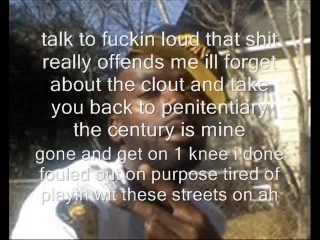 talk to fuckin loud that shit
really offends me ill forget
about the clout and take
you back to penitentiary
the century is mine
gone and get on 1 knee i done
fouled out on purpose tired of
playin wit these streets on ah